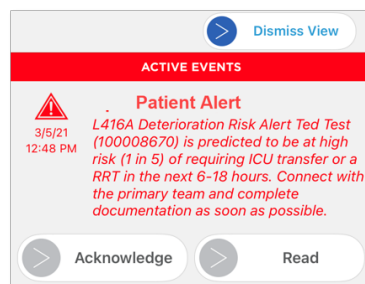 Dismiss View
ACTIVE EVENTS
Patient Alert
3/5/21
12:48 PM
L416A Deterioration Risk Alert Ted Test
(100008670) is predicted to be at high
risk (1 in 5) of requiring ICU transfer or a
RRT in the next 6-18 hours. Connect with
the primary team and complete
documentation as soon as possible.
Acknowledge
Read